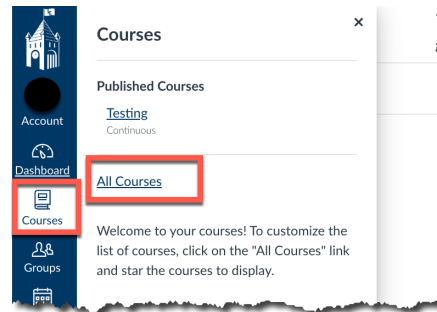 Courses
×
Published Courses
Testing
Continuous
All Courses
Welcome to your courses! To customize the
list of courses, click on the "All Courses" link
and star the courses to display.
Account
Dashboard
Courses
Groups